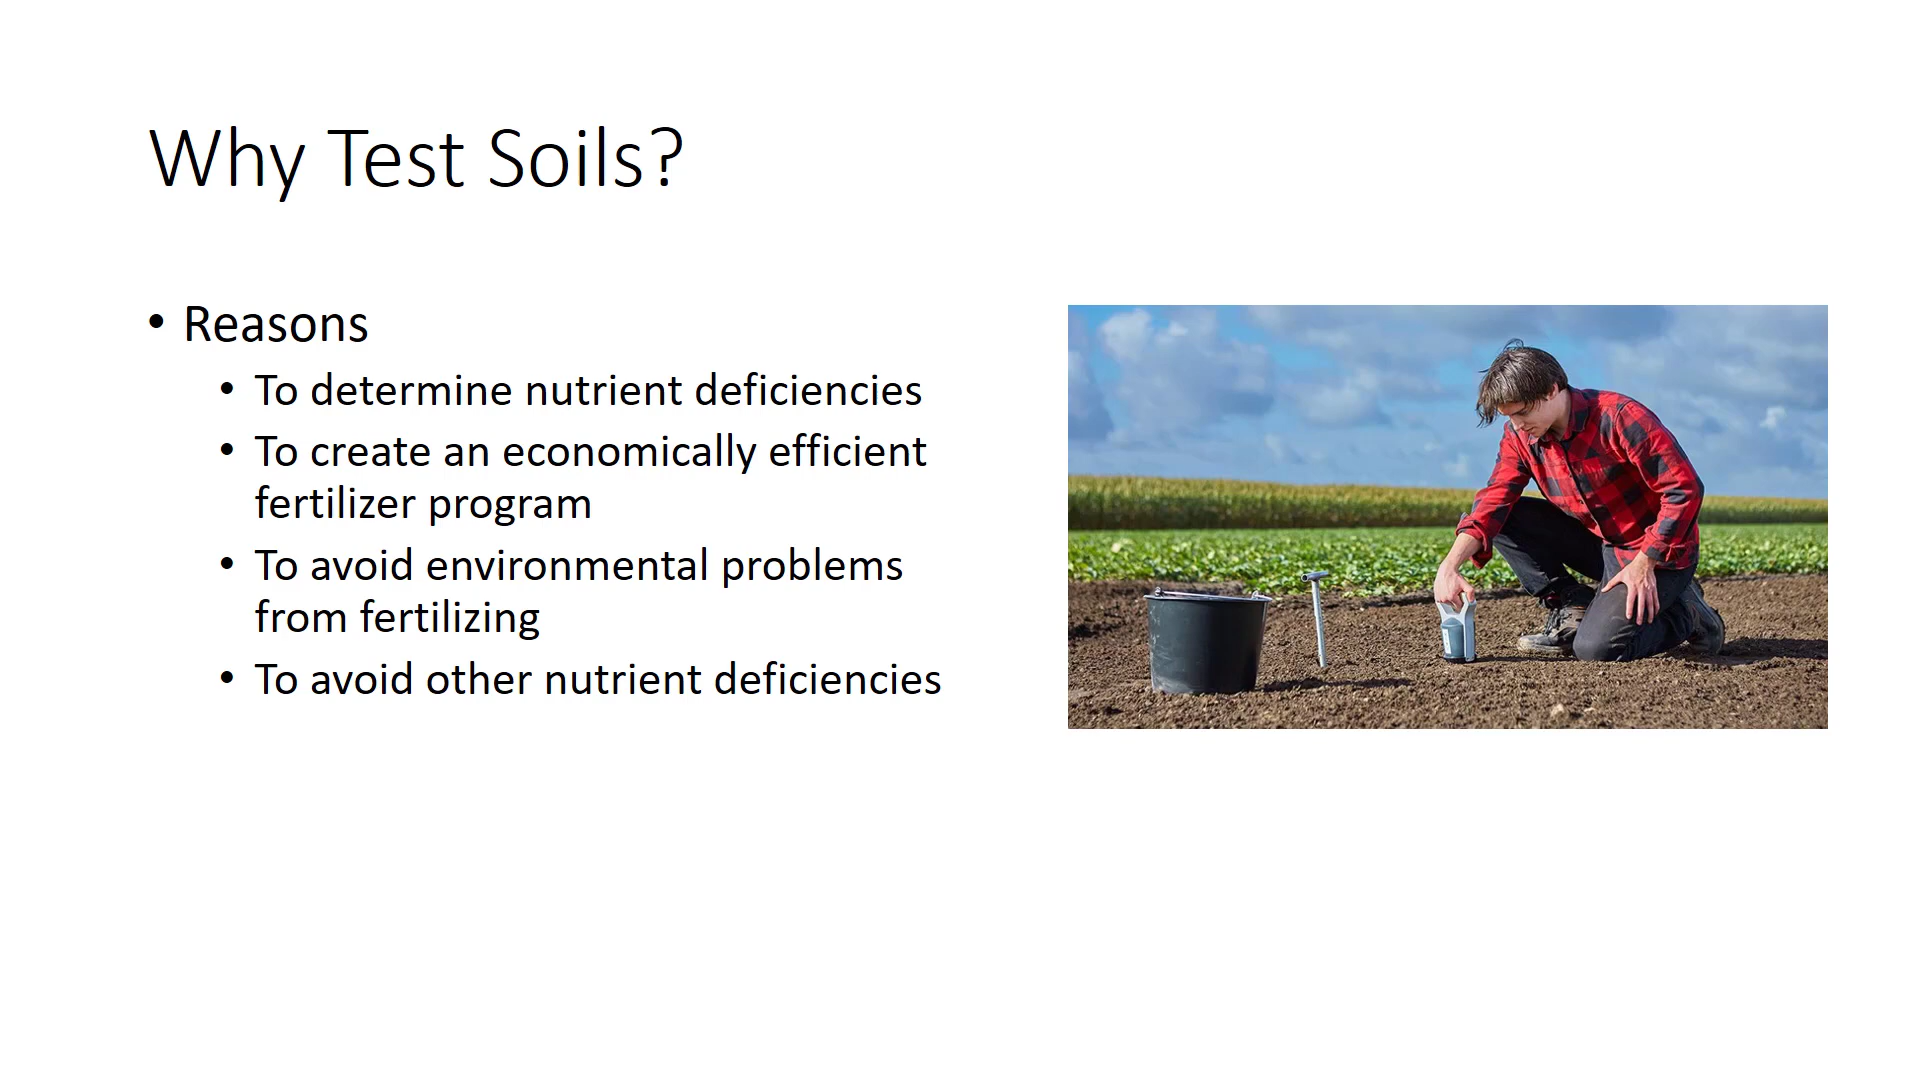 Why Test Soils?
• Reasons
• To determine nutrient deficiencies
• To create an economically efficient
fertilizer program
• To avoid environmental problems
from fertilizing
• To avoid other nutrient deficiencies